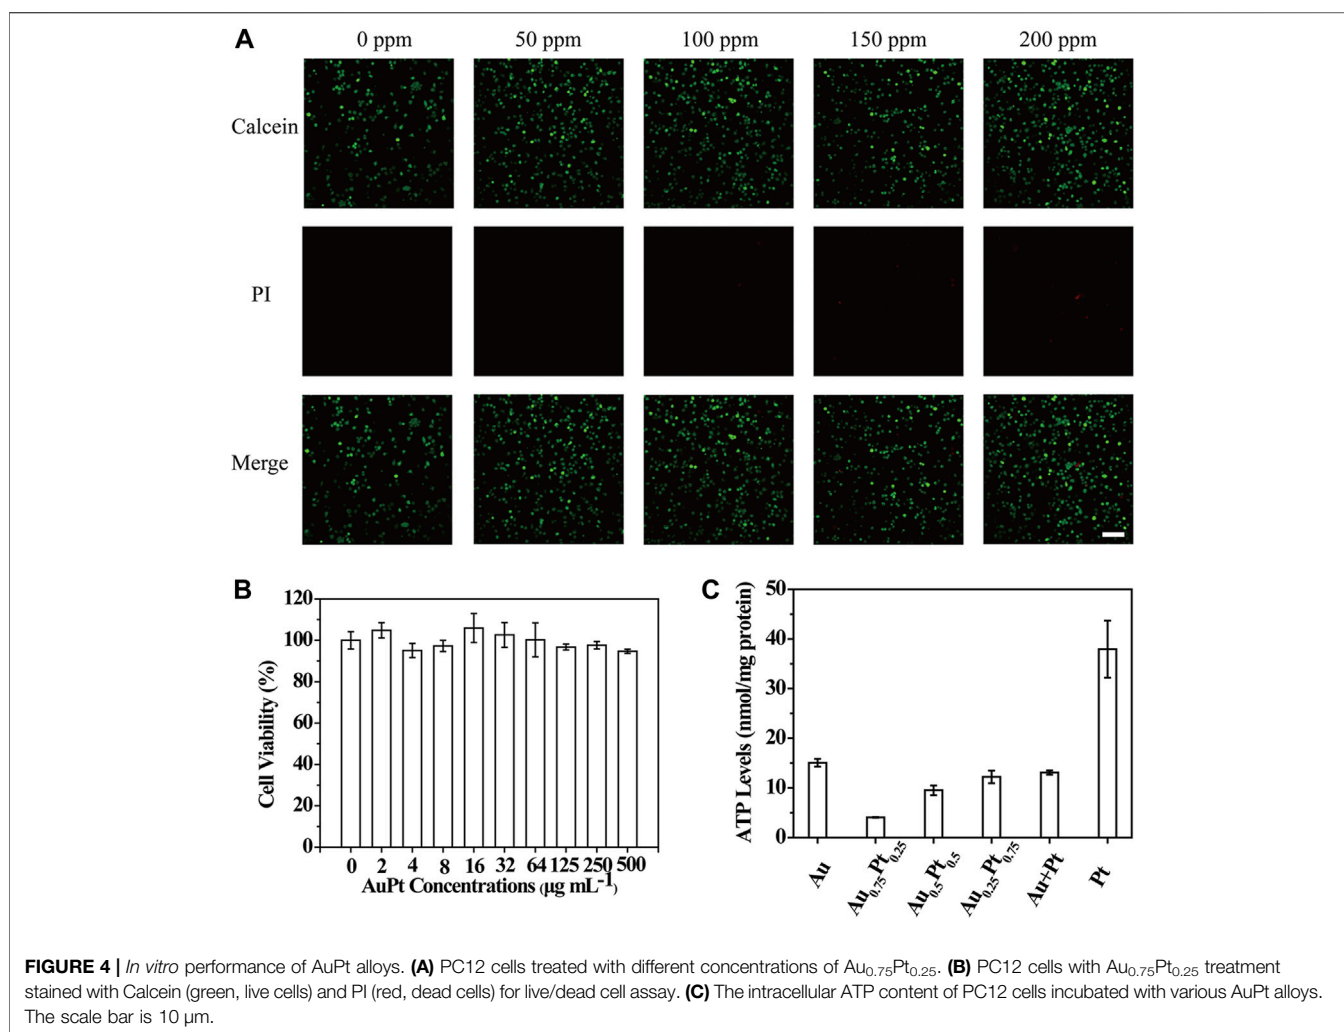 A
0 ppm 50 ppm 100 ppm 150 ppm 200 ppm
Calcein
PI
Merge
B
120
100
80
60
40
20
0
Cell Viability (%)
0 2 4 8 16 32 64 125 250 500
AuPt Concentrations (µg mL⁻¹)
C
50
40
30
20
10
0
ATP Levels (nmol/mg protein)
Au
Au₀.₇₅Pt₀.₂₅
Au₀.₅Pt₀.₅
Au₀.₂₅Pt₀.₇₅
Au+Pt
Pt
FIGURE 4 | In vitro performance of AuPt alloys. (A) PC12 cells treated with different concentrations of Au₀.₇₅Pt₀.₂₅. (B) PC12 cells with Au₀.₇₅Pt₀.₂₅ treatment
stained with Calcein (green, live cells) and PI (red, dead cells) for live/dead cell assay. (C) The intracellular ATP content of PC12 cells incubated with various AuPt alloys.
The scale bar is 10 µm.